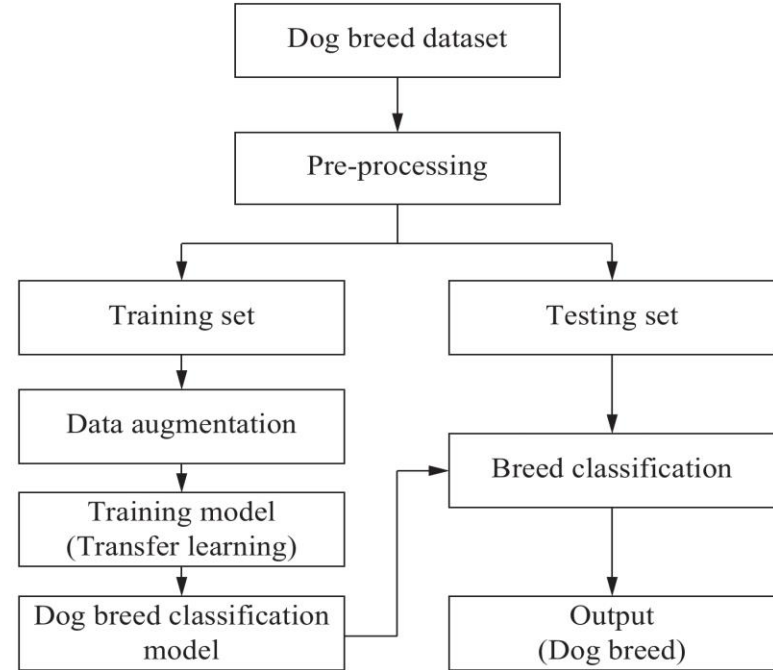 Dog breed dataset
Pre-processing
Training set
Testing set
Data augmentation
Breed classification
Training model
(Transfer learning)
Dog breed classification
model
Output
(Dog breed)